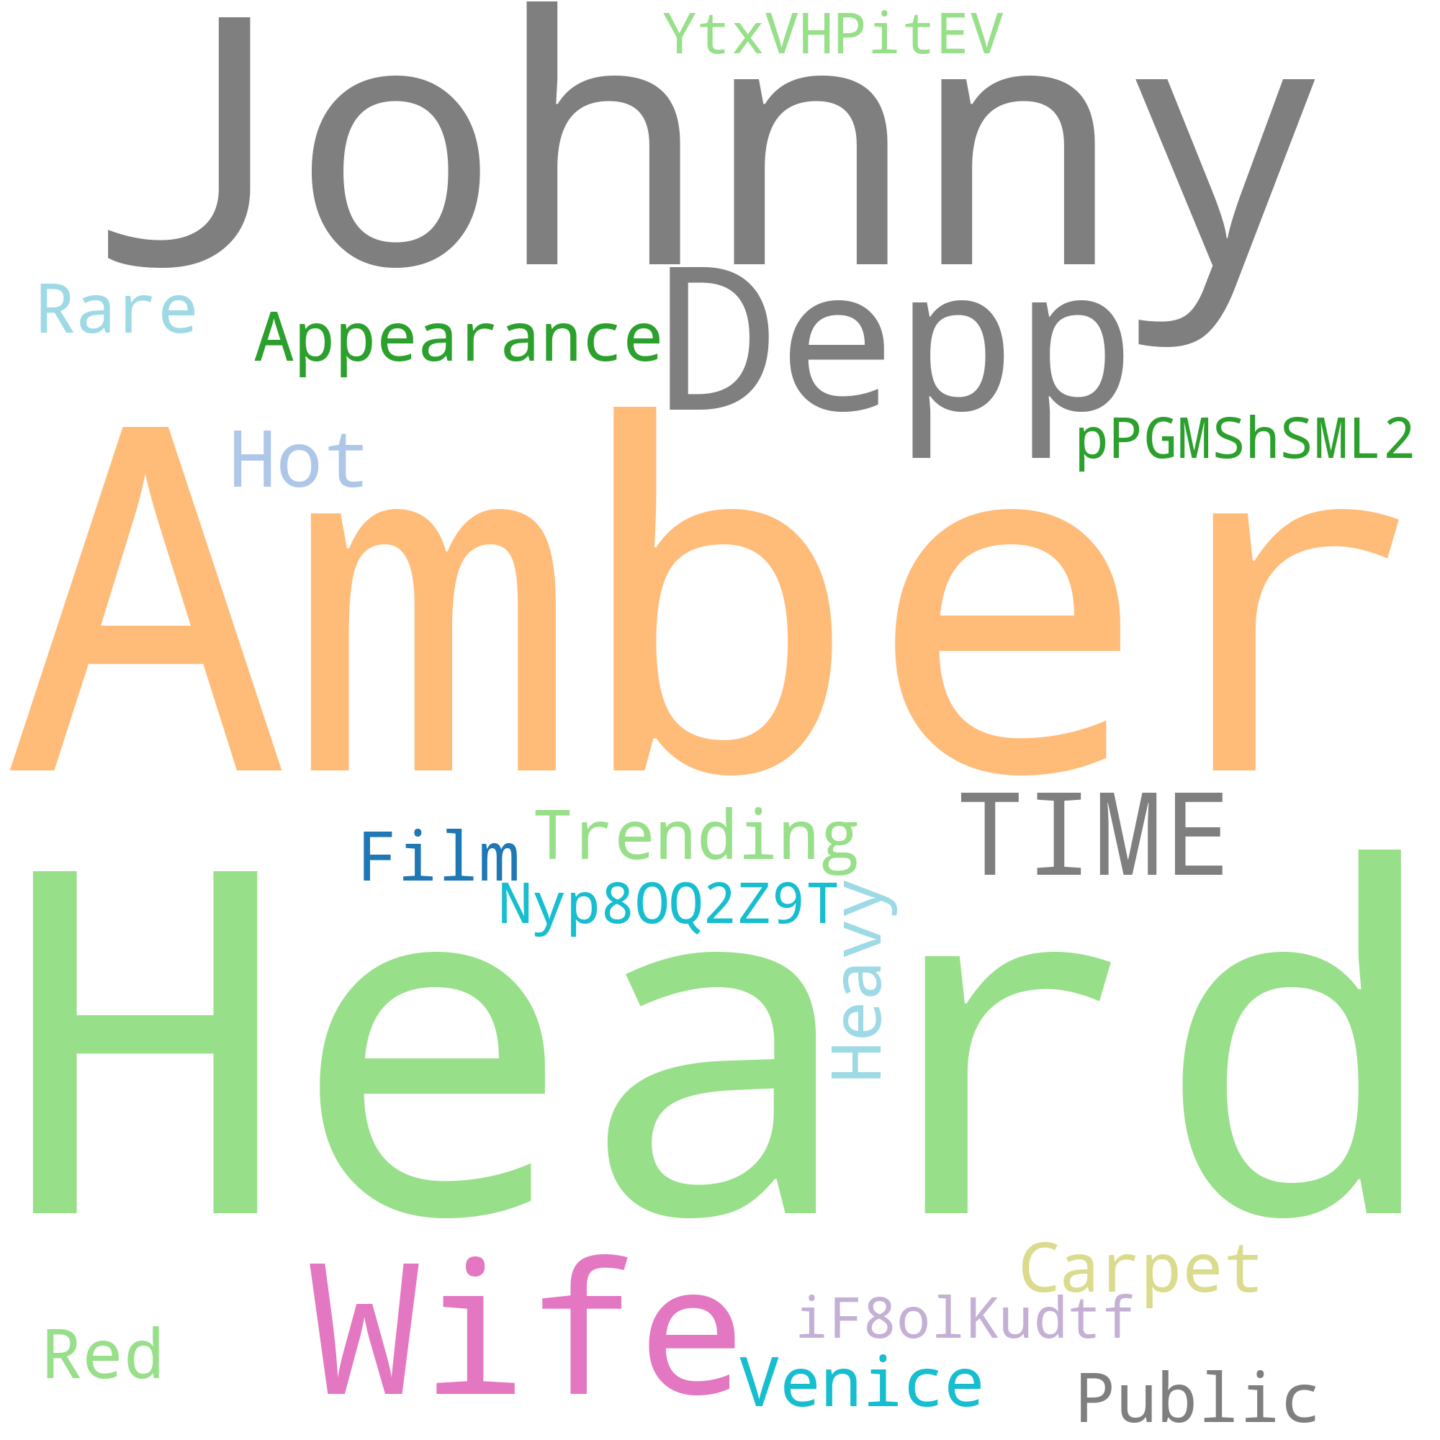 YtxVHPitEV
Johnny
Rare
Appearance
Depp
Hot
pPGMShSML2
Amber
TIME
Trending
Film
Nyp8OQ2Z9T
Heavy
Heard
Carpet
Wife
iF8olKudtf
Red
Venice
Public